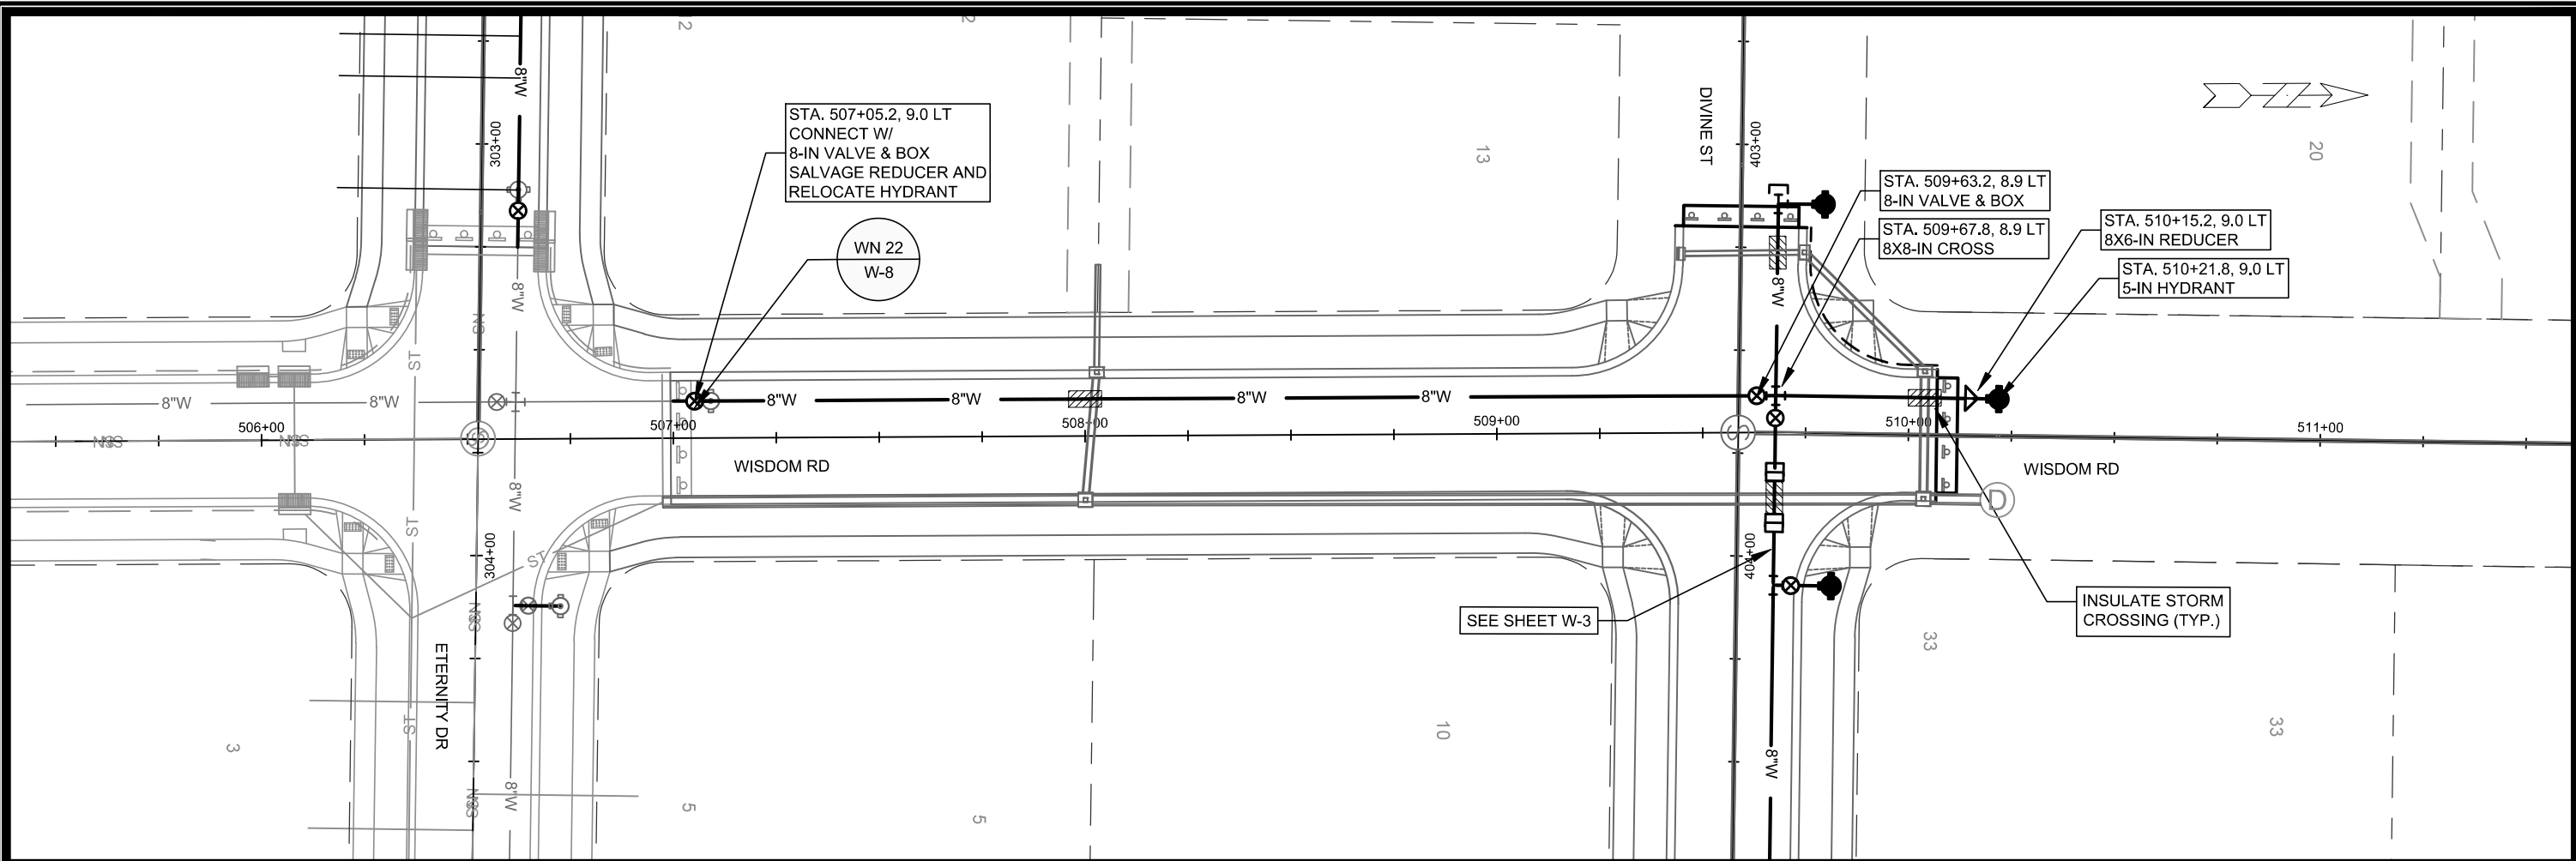 2
2
8"W
303+00
STA. 507+05.2, 9.0 LT
CONNECT W/
8-IN VALVE & BOX
SALVAGE REDUCER AND
RELOCATE HYDRANT
WN 22
W-8
13
DIVINE ST
403+00
20
STA. 509+63.2, 8.9 LT
8-IN VALVE & BOX
STA. 509+67.8, 8.9 LT
8X8-IN CROSS
STA. 510+15.2, 9.0 LT
8X6-IN REDUCER
STA. 510+21.8, 9.0 LT
5-IN HYDRANT
8"W
8"W
ST
8"W
8"W
8"W
8"W
8"W
8"W
506+00
507+00
508+00
509+00
510+00
511+00
S
S
WISDOM RD
WISDOM RD
8"W
D
ST
ST
304+00
404+00
SEE SHEET W-3
INSULATE STORM
CROSSING (TYP.)
ETERNITY DR
ST
3
5
5
10
33
33
8"W
8"W